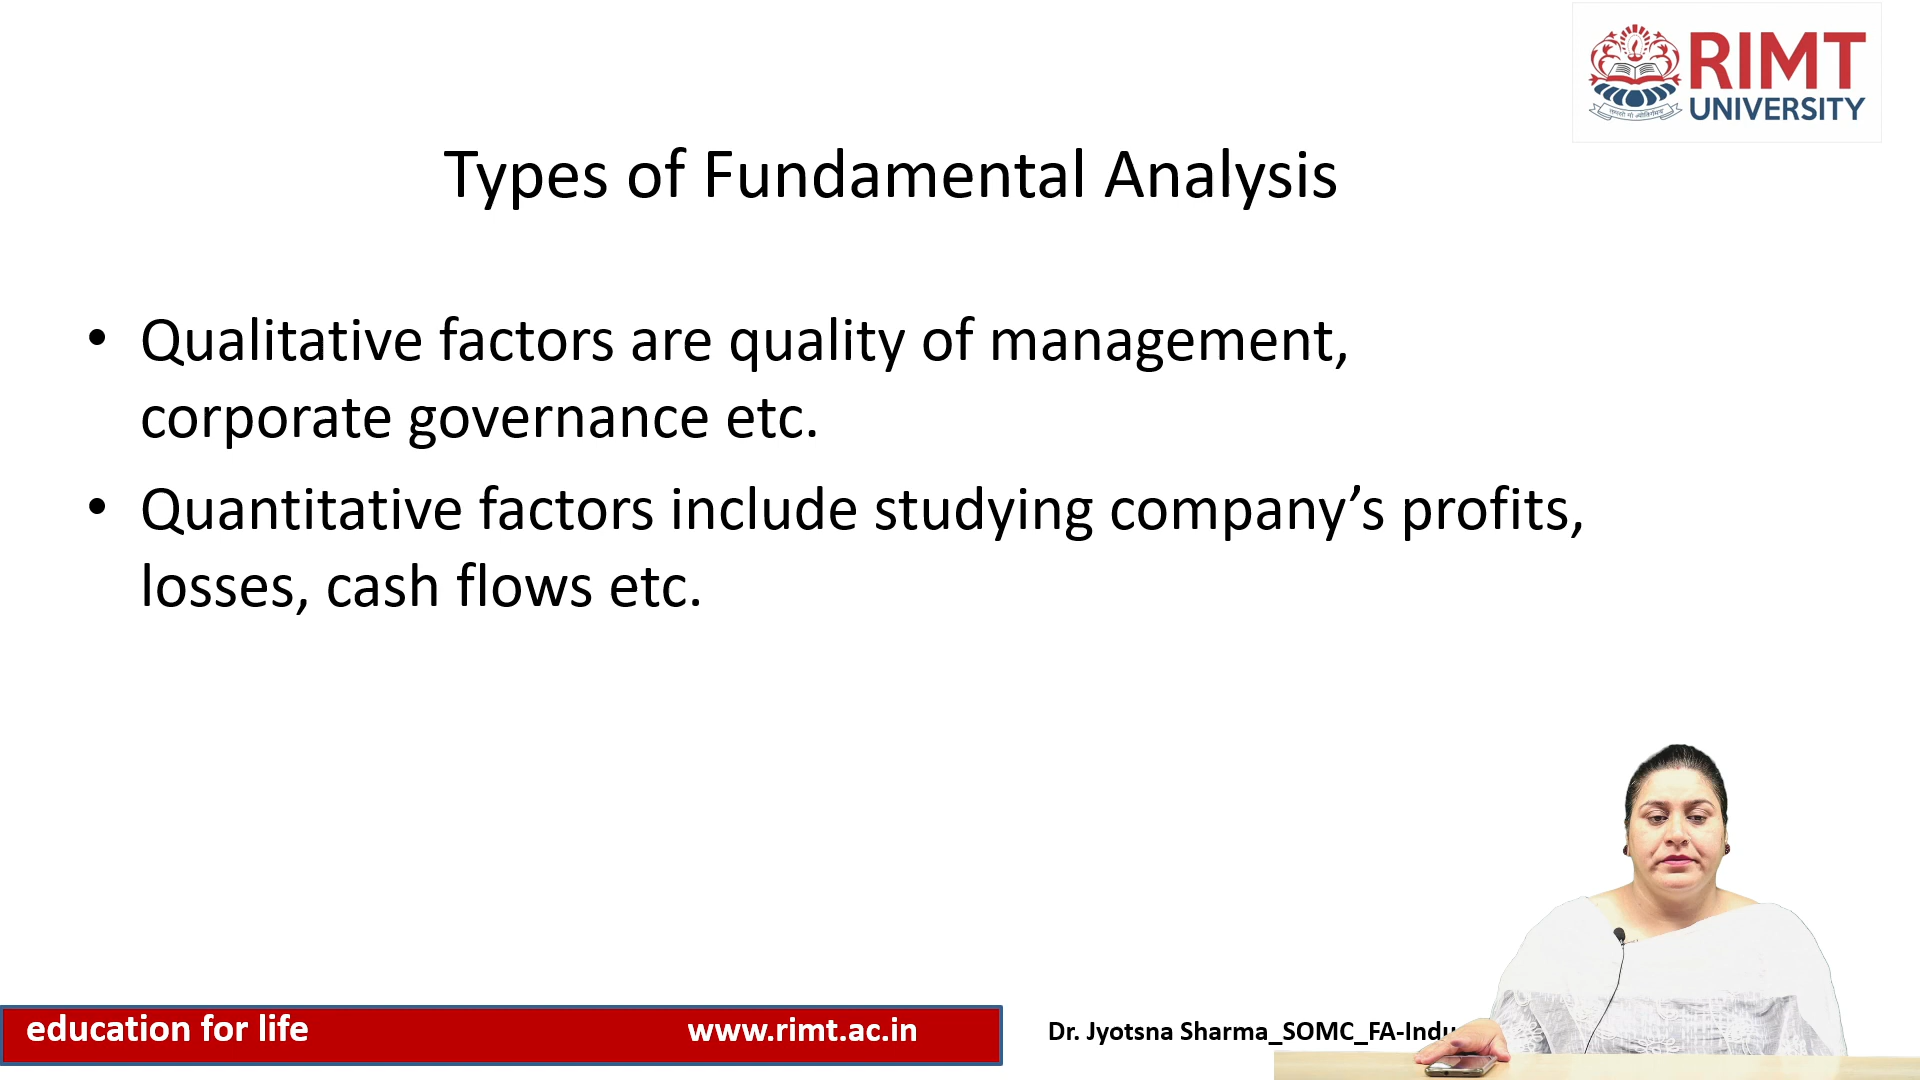 RIMT
UNIVERSITY
Types of Fundamental Analysis
• Qualitative factors are quality of management,
corporate governance etc.
• Quantitative factors include studying company’s profits,
losses, cash flows etc.
education for life
www.rimt.ac.in
Dr. Jyotsna Sharma_SOMC_FA-Indu